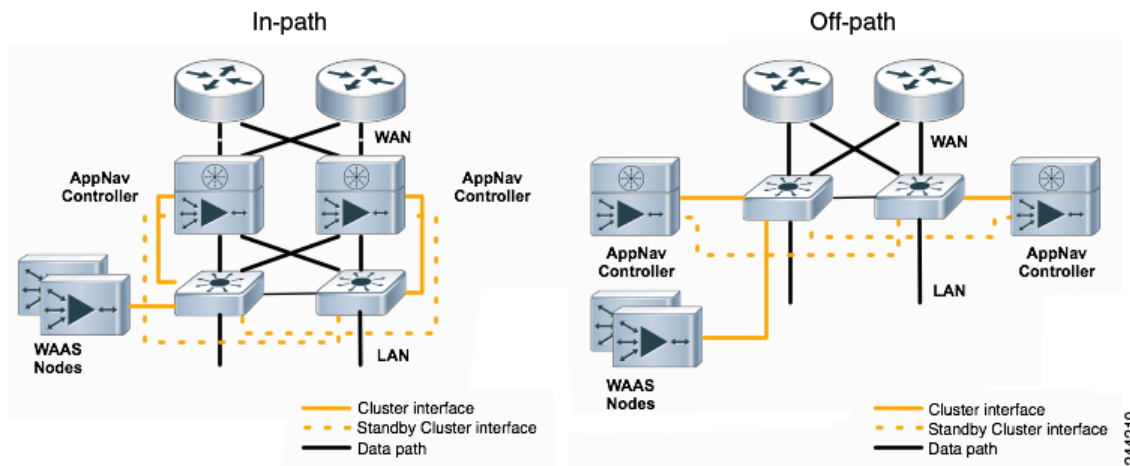 In-path
Off-path
WAN
AppNav
Controller
AppNav
Controller
WAAS
Nodes
LAN
Cluster interface
Standby Cluster interface
Data path
WAN
AppNav
Controller
AppNav
Controller
LAN
WAAS
Nodes
Cluster interface
Standby Cluster interface
Data path